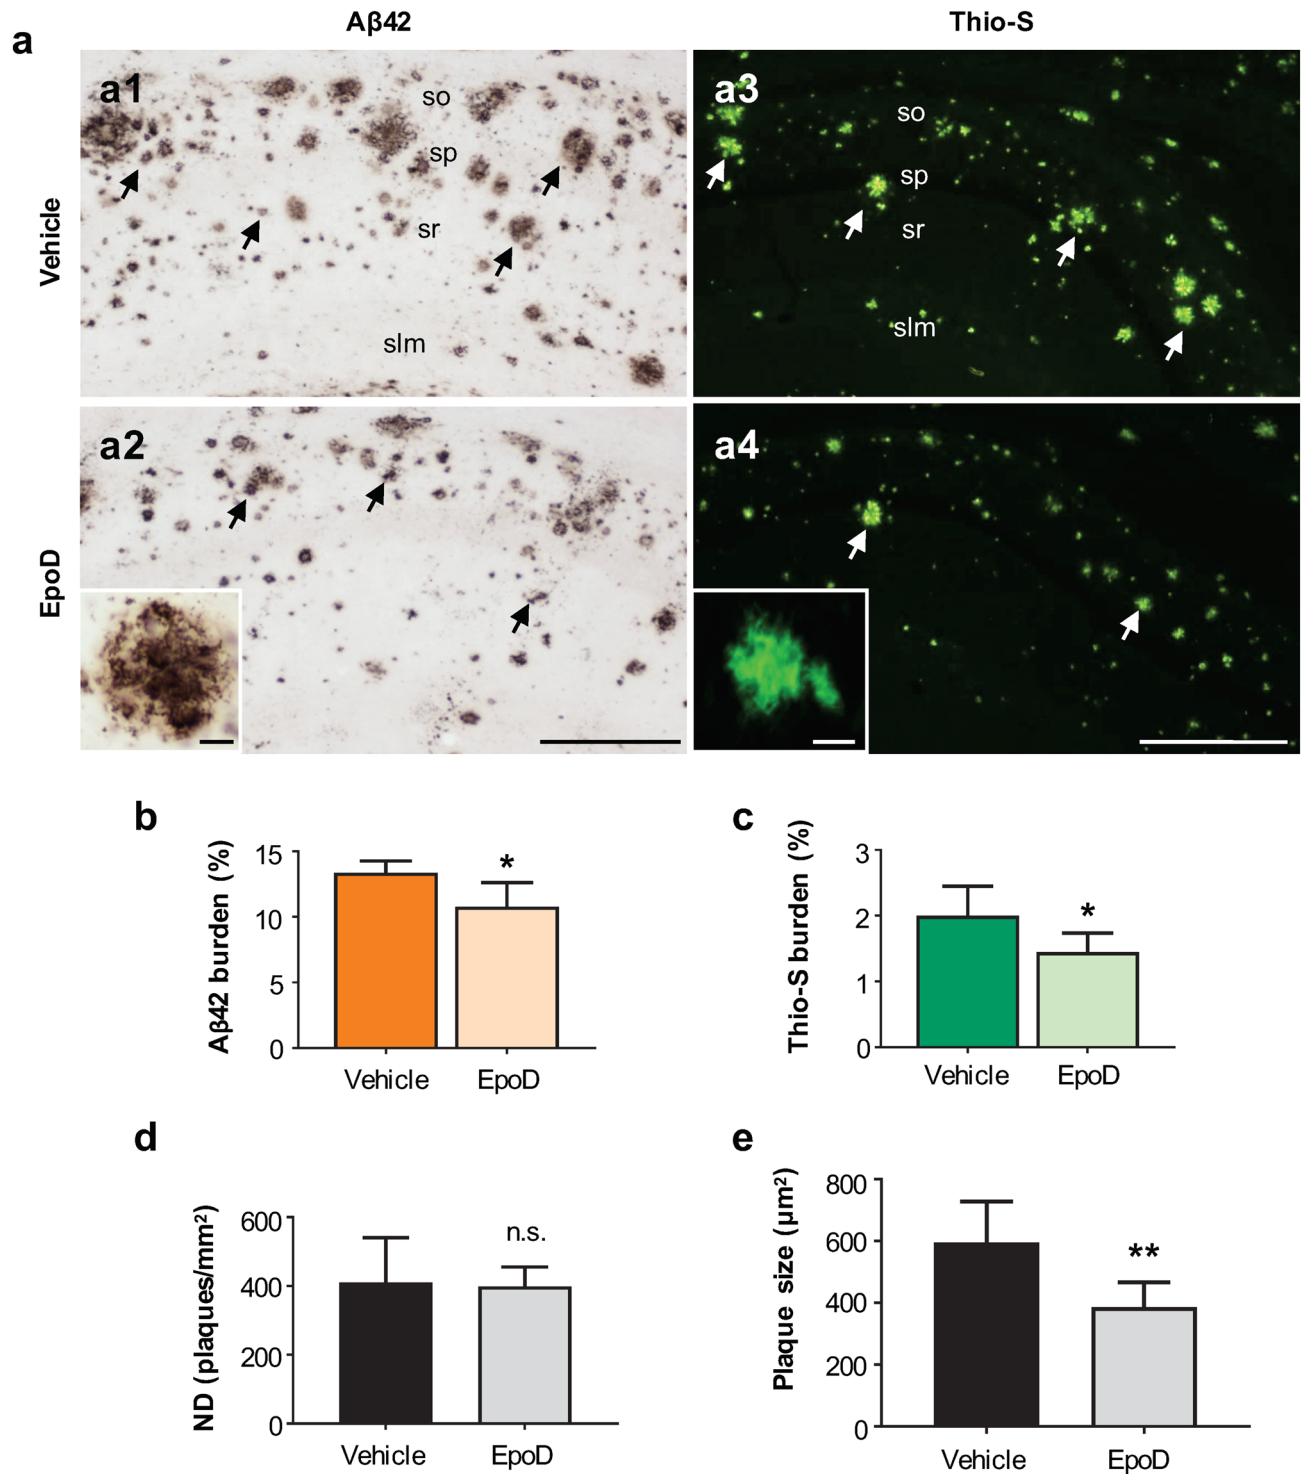 Aβ42
Thio-S
a
Vehicle
a1
so
sp
sr
slm
a3
so
sp
sr
slm
EpoD
a2
a4
b
Aβ42 burden (%)
15
10
5
0
*
Vehicle
EpoD
c
Thio-S burden (%)
3
2
1
0
*
Vehicle
EpoD
d
ND (plaques/mm²)
600
400
200
0
n.s.
Vehicle
EpoD
e
Plaque size (µm²)
800
600
400
200
0
**
Vehicle
EpoD